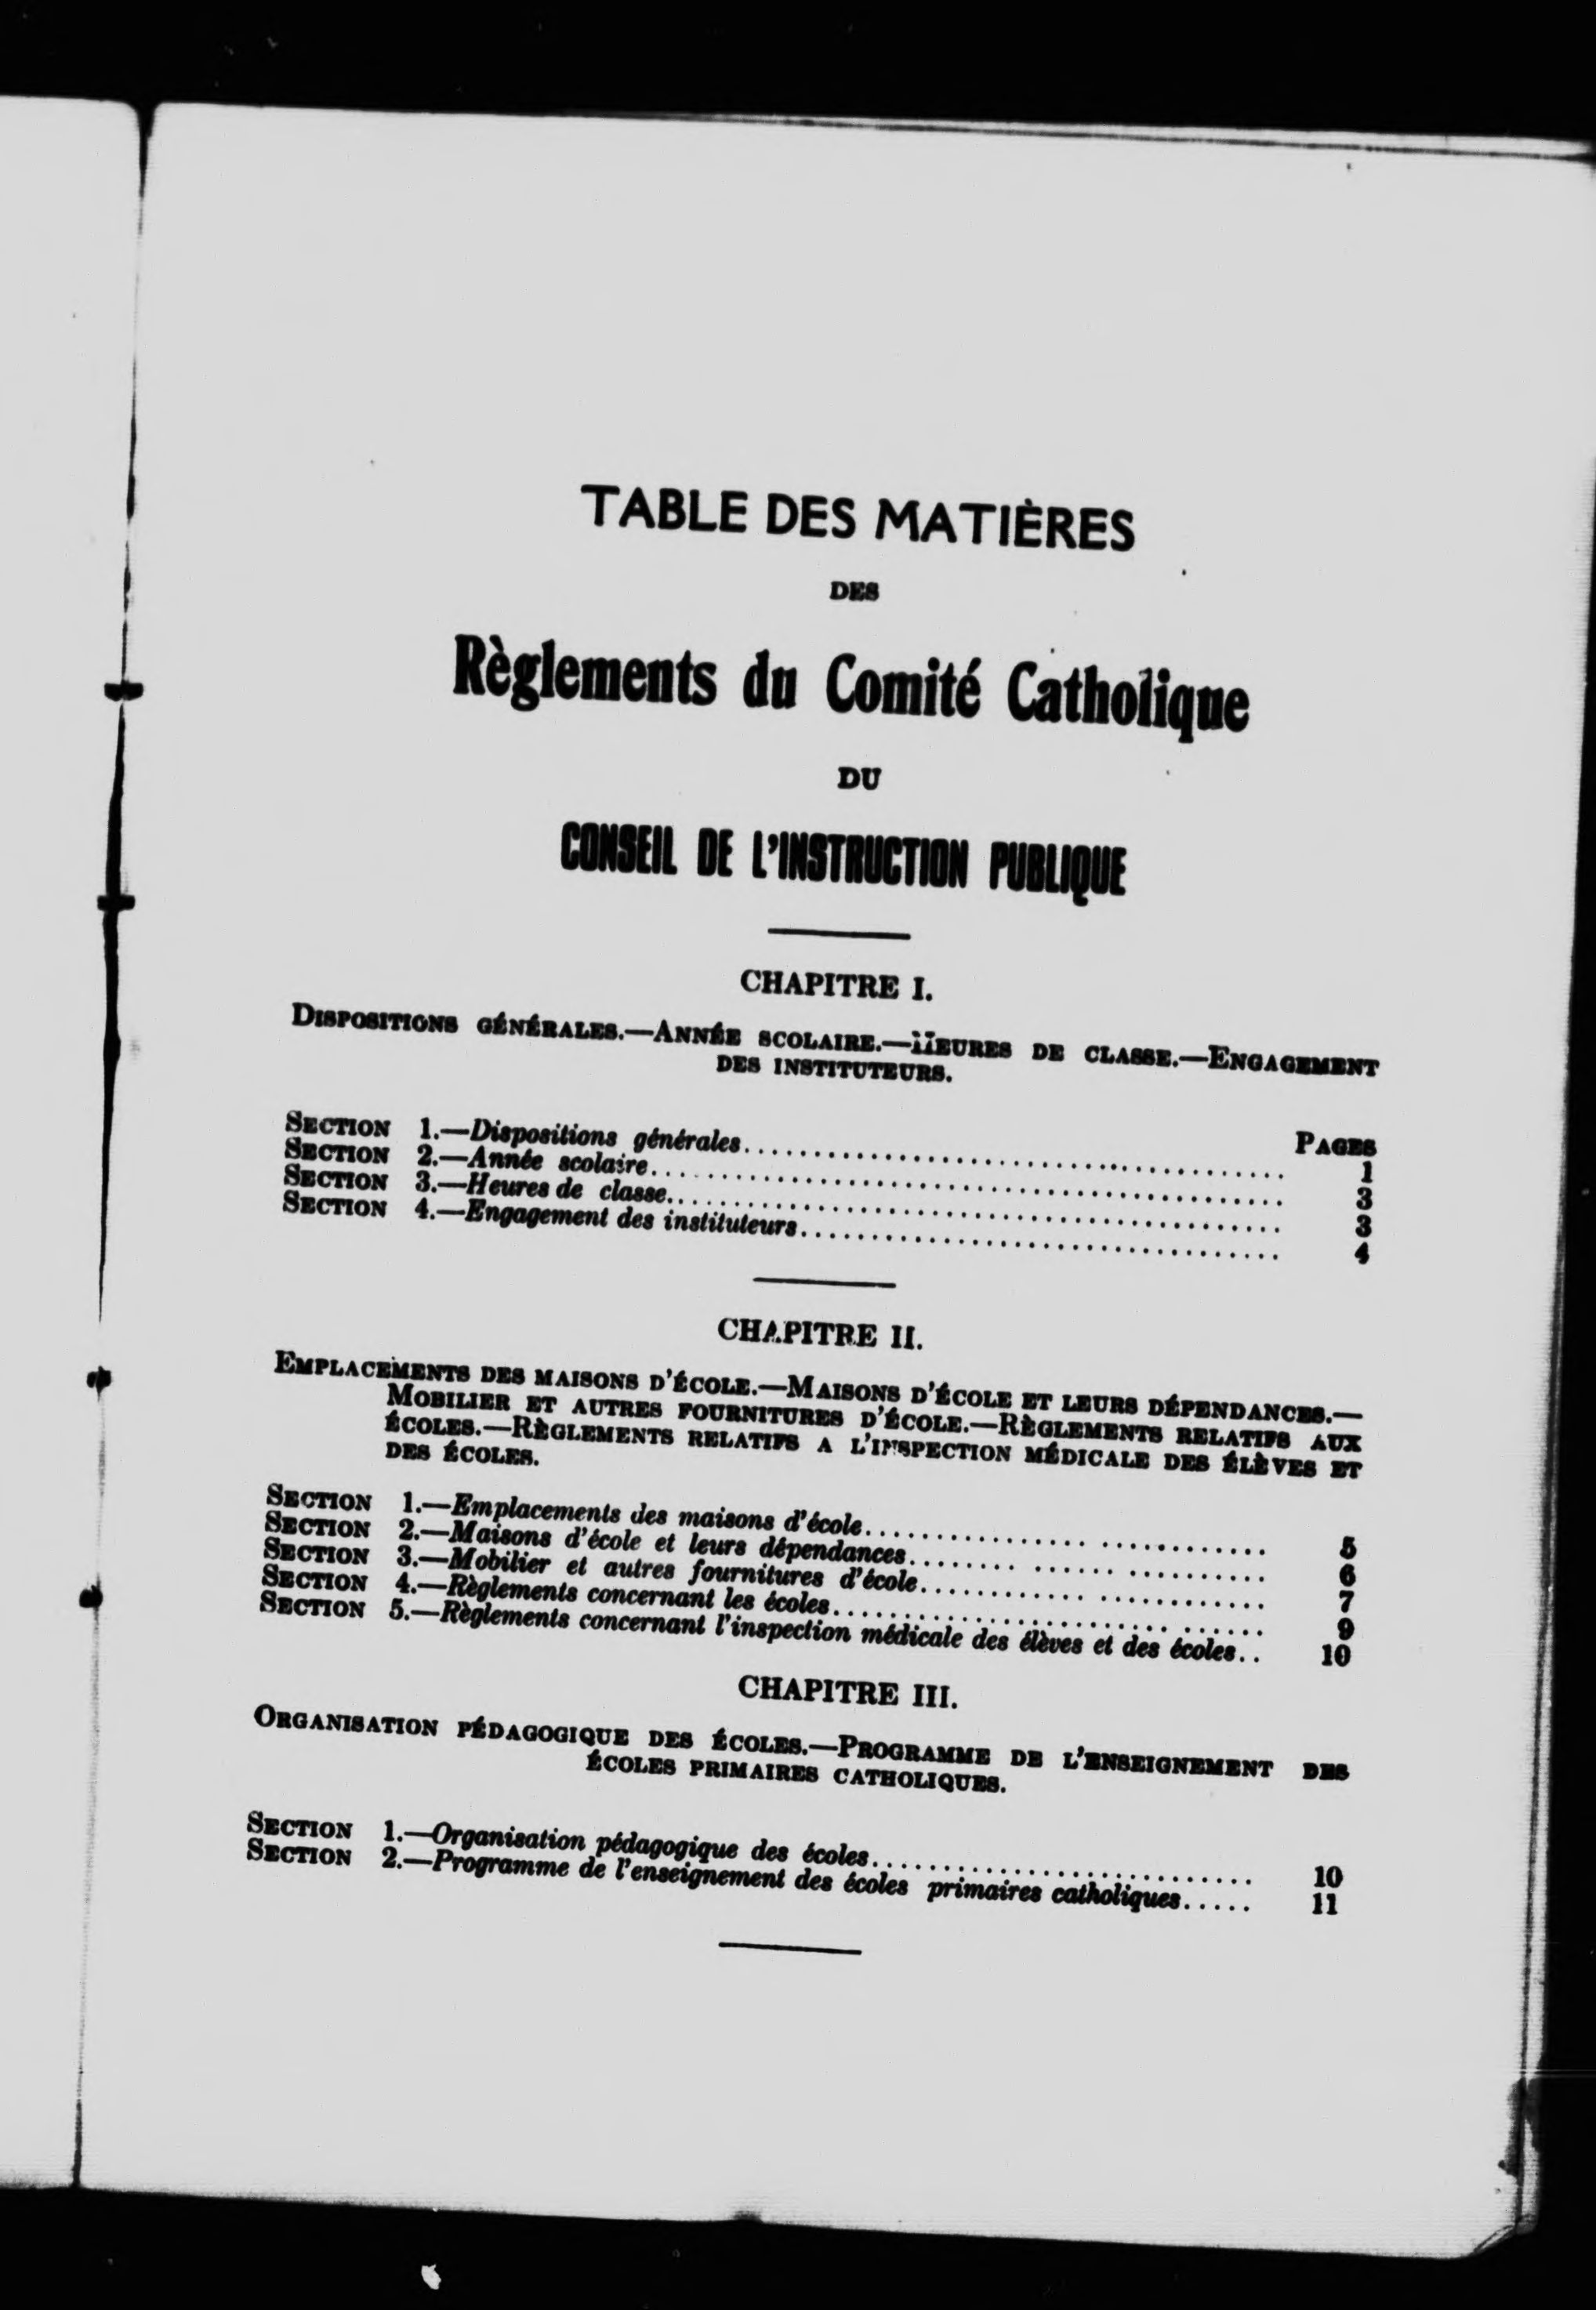 TABLE DES MATIÈRES
DES
Règlements du Comité Catholique
DU
CONSEIL DE L'INSTRUCTION PUBLIQUE
CHAPITRE I.
DISPOSITIONS GÉNÉRALES.—ANNÉE SCOLAIRE.—HEURES DE CLASSE.—ENGAGEMENT
DES INSTITUTEURS.
PAGES
SECTION 1.—Dispositions générales........................................ 1
SECTION 2.—Année scolaire........................................ 3
SECTION 3.—Heures de classe........................................ 3
SECTION 4.—Engagement des instituteurs................................... 4
CHAPITRE II.
EMPLACEMENTS DES MAISONS D'ÉCOLE.—MAISONS D'ÉCOLE ET LEURS DÉPENDANCES.—
MOBILIER ET AUTRES FOURNITURES D'ÉCOLE.—RÈGLEMENTS RELATIFS AUX
ÉCOLES.—RÈGLEMENTS RELATIFS A L'INSPECTION MÉDICALE DES ÉLÈVES ET
DES ÉCOLES.
SECTION 1.—Emplacements des maisons d'école............................ 5
SECTION 2.—Maisons d'école et leurs dépendances........................ 6
SECTION 3.—Mobilier et autres fournitures d'école........................ 7
SECTION 4.—Règlements concernant les écoles.............................. 9
SECTION 5.—Règlements concernant l'inspection médicale des élèves et des écoles.. 10
CHAPITRE III.
ORGANISATION PÉDAGOGIQUE DES ÉCOLES.—PROGRAMME DE L'ENSEIGNEMENT DES
ÉCOLES PRIMAIRES CATHOLIQUES.
SECTION 1.—Organisation pédagogique des écoles........................... 10
SECTION 2.—Programme de l'enseignement des écoles primaires catholiques..... 11